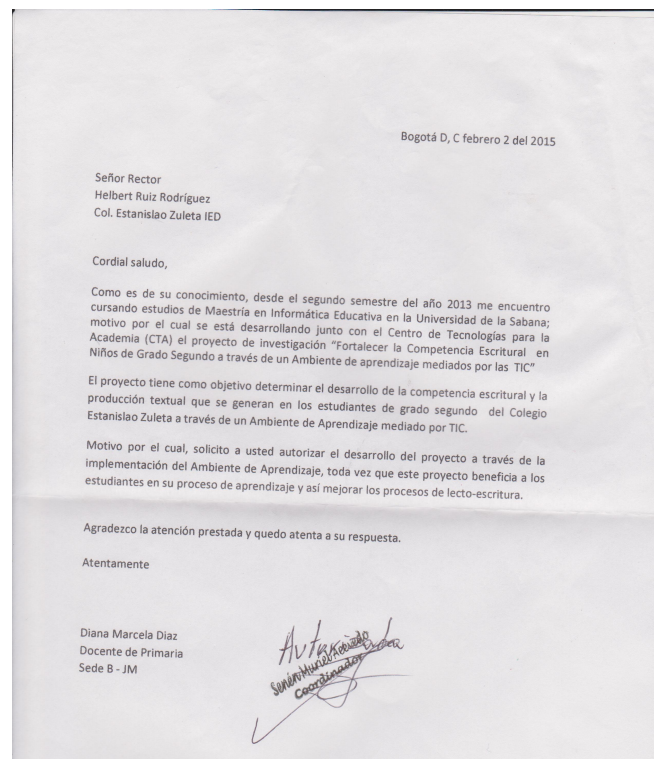 Bogotá D, C febrero 2 del 2015
Señor Rector
Helbert Ruiz Rodríguez
Col. Estanislao Zuleta IED
Cordial saludo,
Como es de su conocimiento, desde el segundo semestre del año 2013 me encuentro
cursando estudios de Maestría en Informática Educativa en la Universidad de la Sabana;
motivo por el cual se está desarrollando junto con el Centro de Tecnologías para la
Academia (CTA) el proyecto de investigación “Fortalecer la Competencia Escritural en
Niños de Grado Segundo a través de un Ambiente de aprendizaje mediados por las TIC”
El proyecto tiene como objetivo determinar el desarrollo de la competencia escritural y la
producción textual que se generan en los estudiantes de grado segundo del Colegio
Estanislao Zuleta a través de un Ambiente de Aprendizaje mediado por TIC.
Motivo por el cual, solicito a usted autorizar el desarrollo del proyecto a través de la
implementación del Ambiente de Aprendizaje, toda vez que este proyecto beneficia a los
estudiantes en su proceso de aprendizaje y así mejorar los procesos de lecto-escritura.
Agradezco la atención prestada y quedo atenta a su respuesta.
Atentamente
Diana Marcela Diaz
Docente de Primaria
Sede B - JM
Coordinador